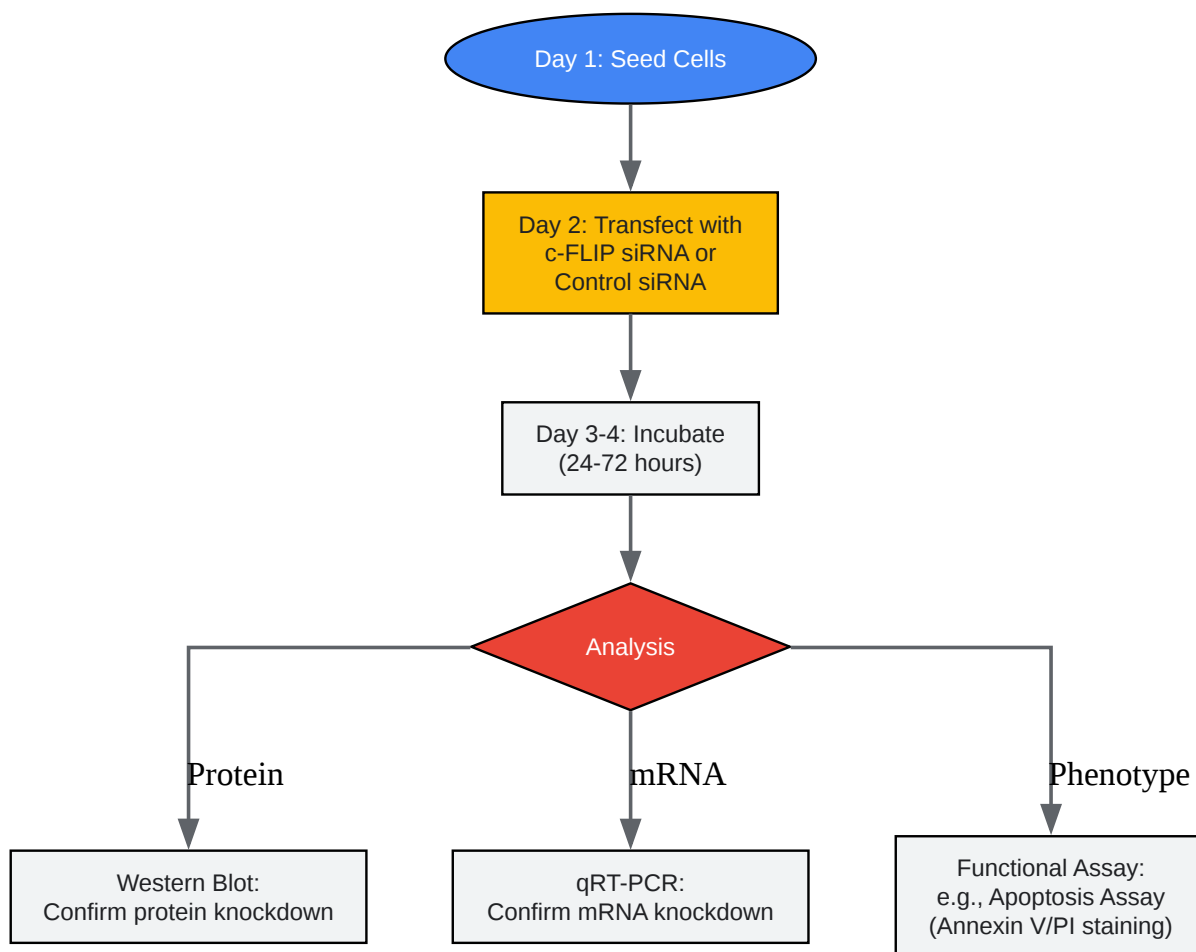 Day 1: Seed Cells
Day 2: Transfect with
c-FLIP siRNA or
Control siRNA
Day 3-4: Incubate
(24-72 hours)
Analysis
Protein
mRNA
Phenotype
Western Blot:
Confirm protein knockdown
qRT-PCR:
Confirm mRNA knockdown
Functional Assay:
e.g., Apoptosis Assay
(Annexin V/PI staining)